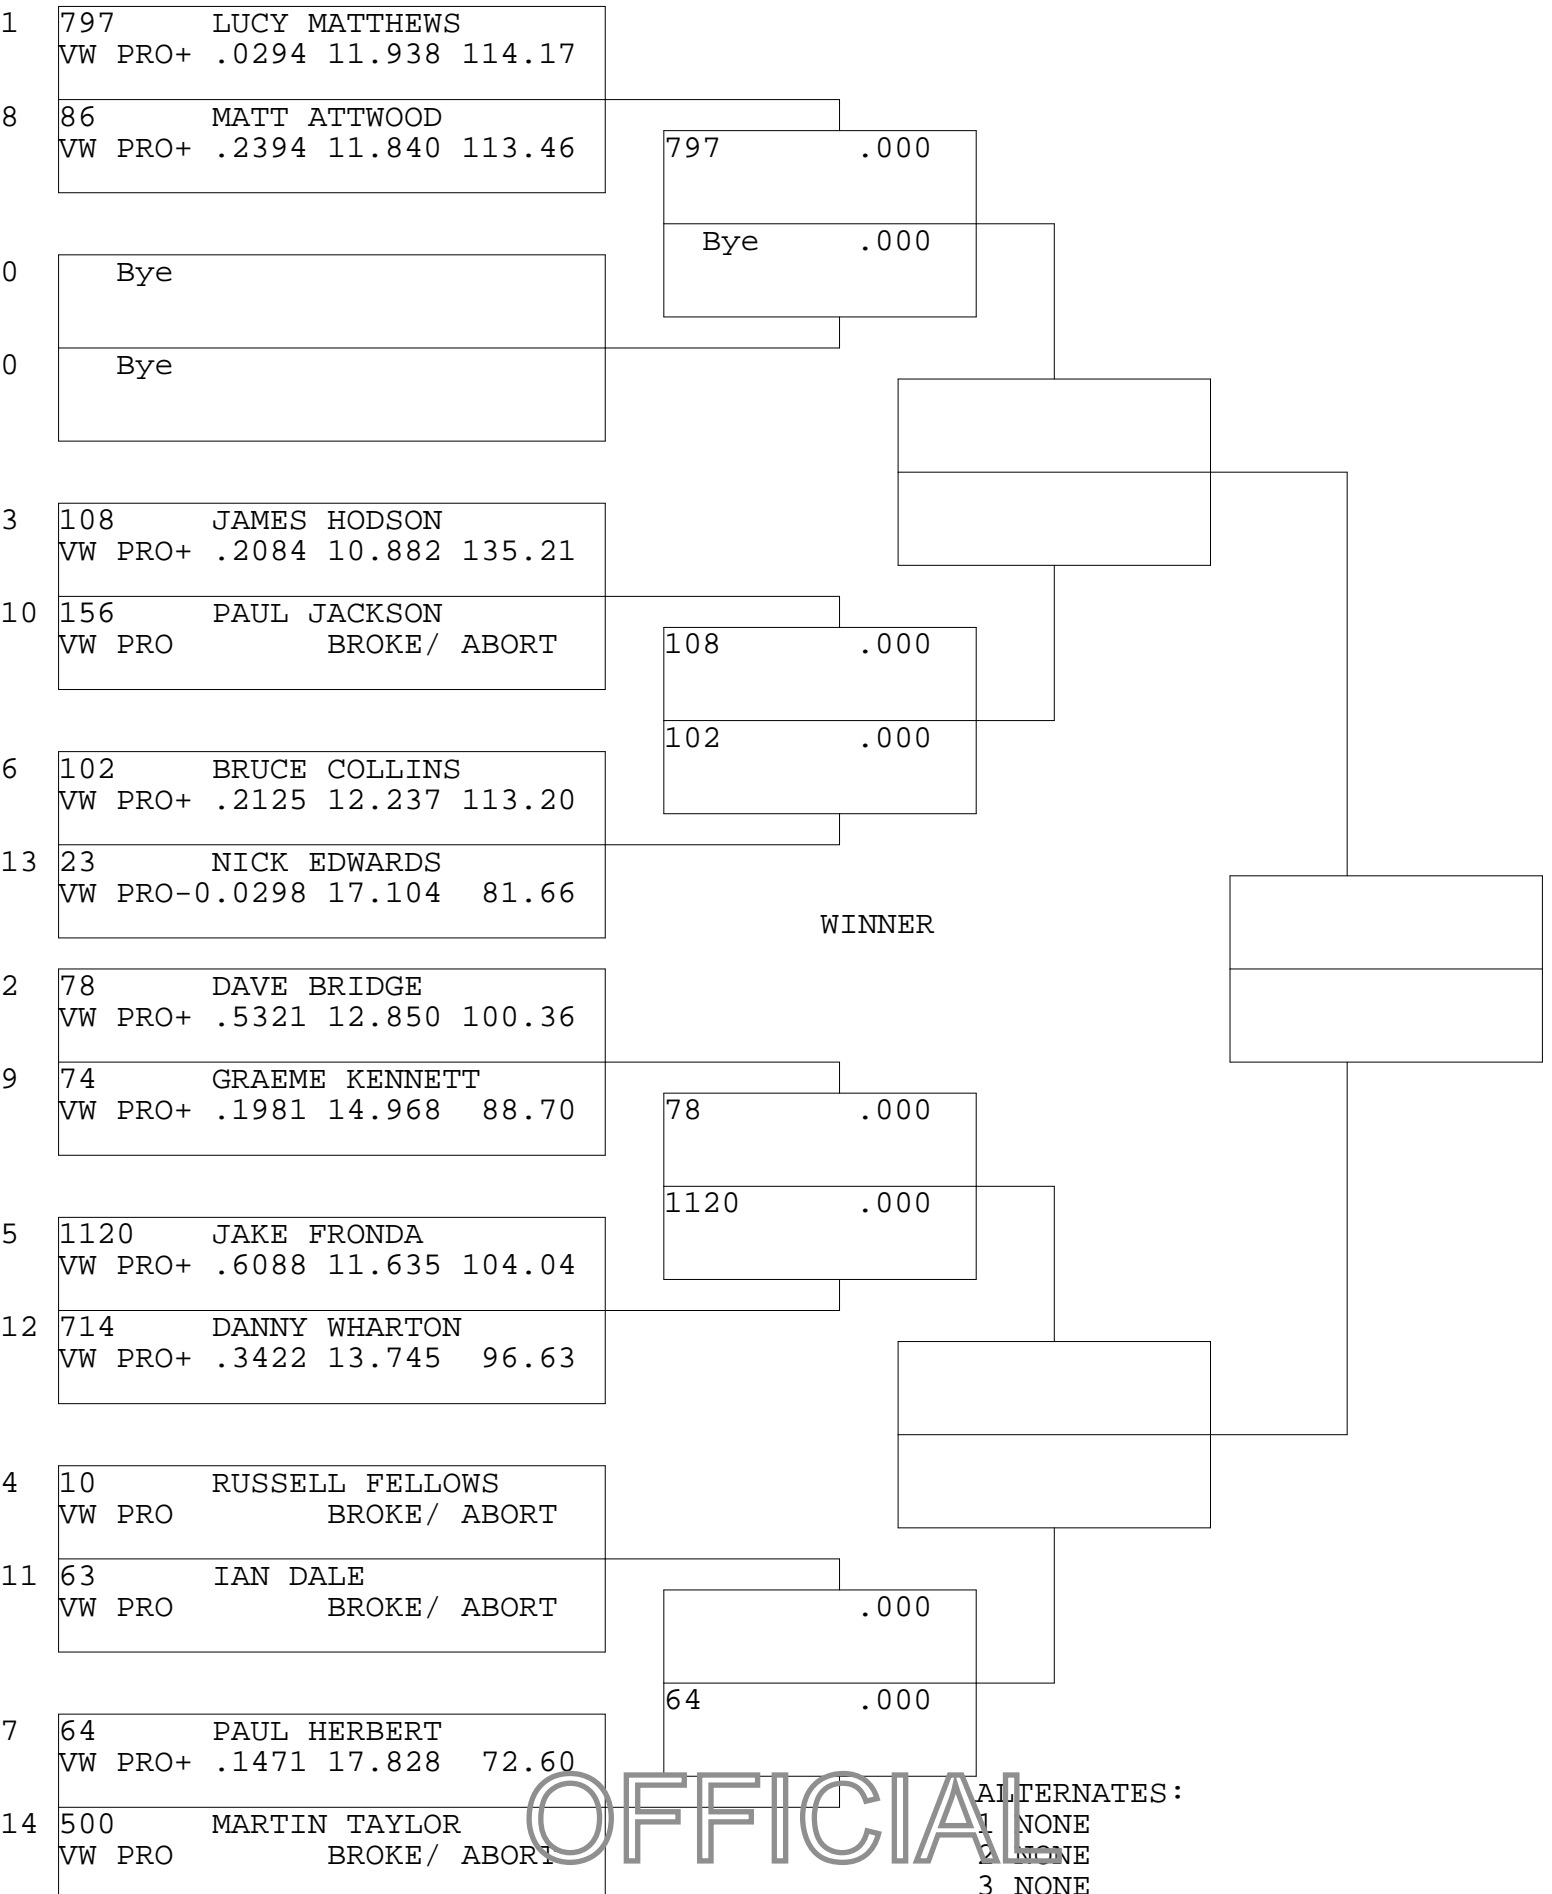 1 797 LUCY MATTHEWS
VW PRO+ .0294 11.938 114.17
8 86 MATT ATTWOOD
VW PRO+ .2394 11.840 113.46
797 .000
Bye .000
0 Bye
0 Bye
3 108 JAMES HODSON
VW PRO+ .2084 10.882 135.21
10 156 PAUL JACKSON
VW PRO BROKE/ ABORT
108 .000
102 .000
6 102 BRUCE COLLINS
VW PRO+ .2125 12.237 113.20
13 23 NICK EDWARDS
VW PRO-0.0298 17.104 81.66
WINNER
2 78 DAVE BRIDGE
VW PRO+ .5321 12.850 100.36
9 74 GRAEME KENNETT
VW PRO+ .1981 14.968 88.70
78 .000
1120 .000
5 1120 JAKE FRONDA
VW PRO+ .6088 11.635 104.04
12 714 DANNY WHARTON
VW PRO+ .3422 13.745 96.63
4 10 RUSSELL FELLOWS
VW PRO BROKE/ ABORT
11 63 IAN DALE
VW PRO BROKE/ ABORT
.000
64 .000
7 64 PAUL HERBERT
VW PRO+ .1471 17.828 72.60
14 500 MARTIN TAYLOR
VW PRO BROKE/ ABORT
OFFICIAL
ALTERNATES:
1 NONE
2 NONE
3 NONE